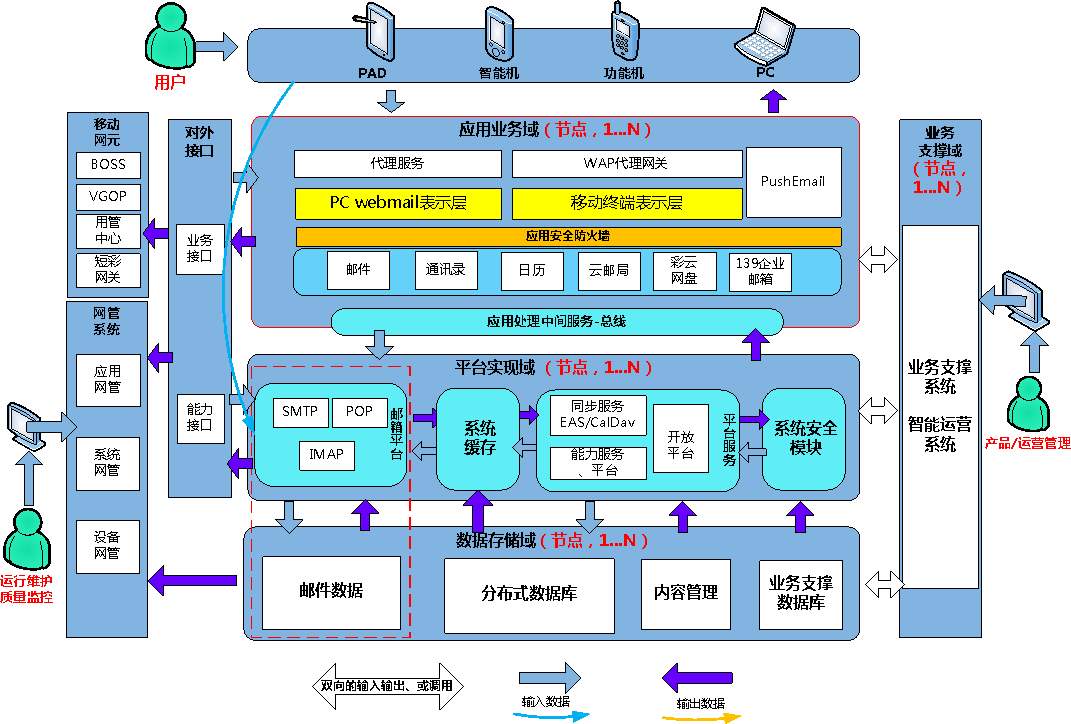 用户
PAD
智能机
功能机
PC
移动
网元
BOSS
VGOP
用管
中心
短彩
网关
网管
系统
应用
网管
系统
网管
设备
网管
运行维护
质量监控
对外
接口
业务
接口
能力
接口
应用业务域(节点，1...N)
代理服务
WAP代理网关
PushEmail
PC webmail表示层
移动终端表示层
应用安全防火墙
邮件
通讯录
日历
云邮局
彩云
网盘
139企业
邮箱
应用处理中间服务-总线
平台实现域 (节点，1...N)
SMTP
POP
IMAP
邮箱平台
系统
缓存
同步服务
EAS/CalDav
能力服务
、平台
开放
平台
平台服务
系统安全
模块
数据存储域(节点，1...N)
邮件数据
分布式数据库
内容管理
业务支撑
数据库
业务
支撑域
(节点，
1...N)
业务支撑
系统
智能运营
系统
产品/运营管理
双向的输入输出、或调用
输入数据
输出数据